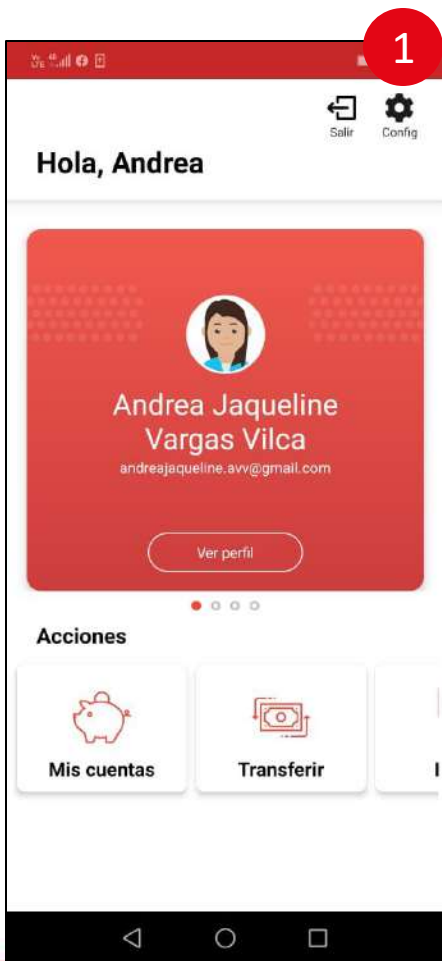 1
Salir
Config
Hola, Andrea
Andrea Jaqueline
Vargas Vilca
andreajaqueline.avv@gmail.com
Ver perfil
Acciones
Mis cuentas
Transferir